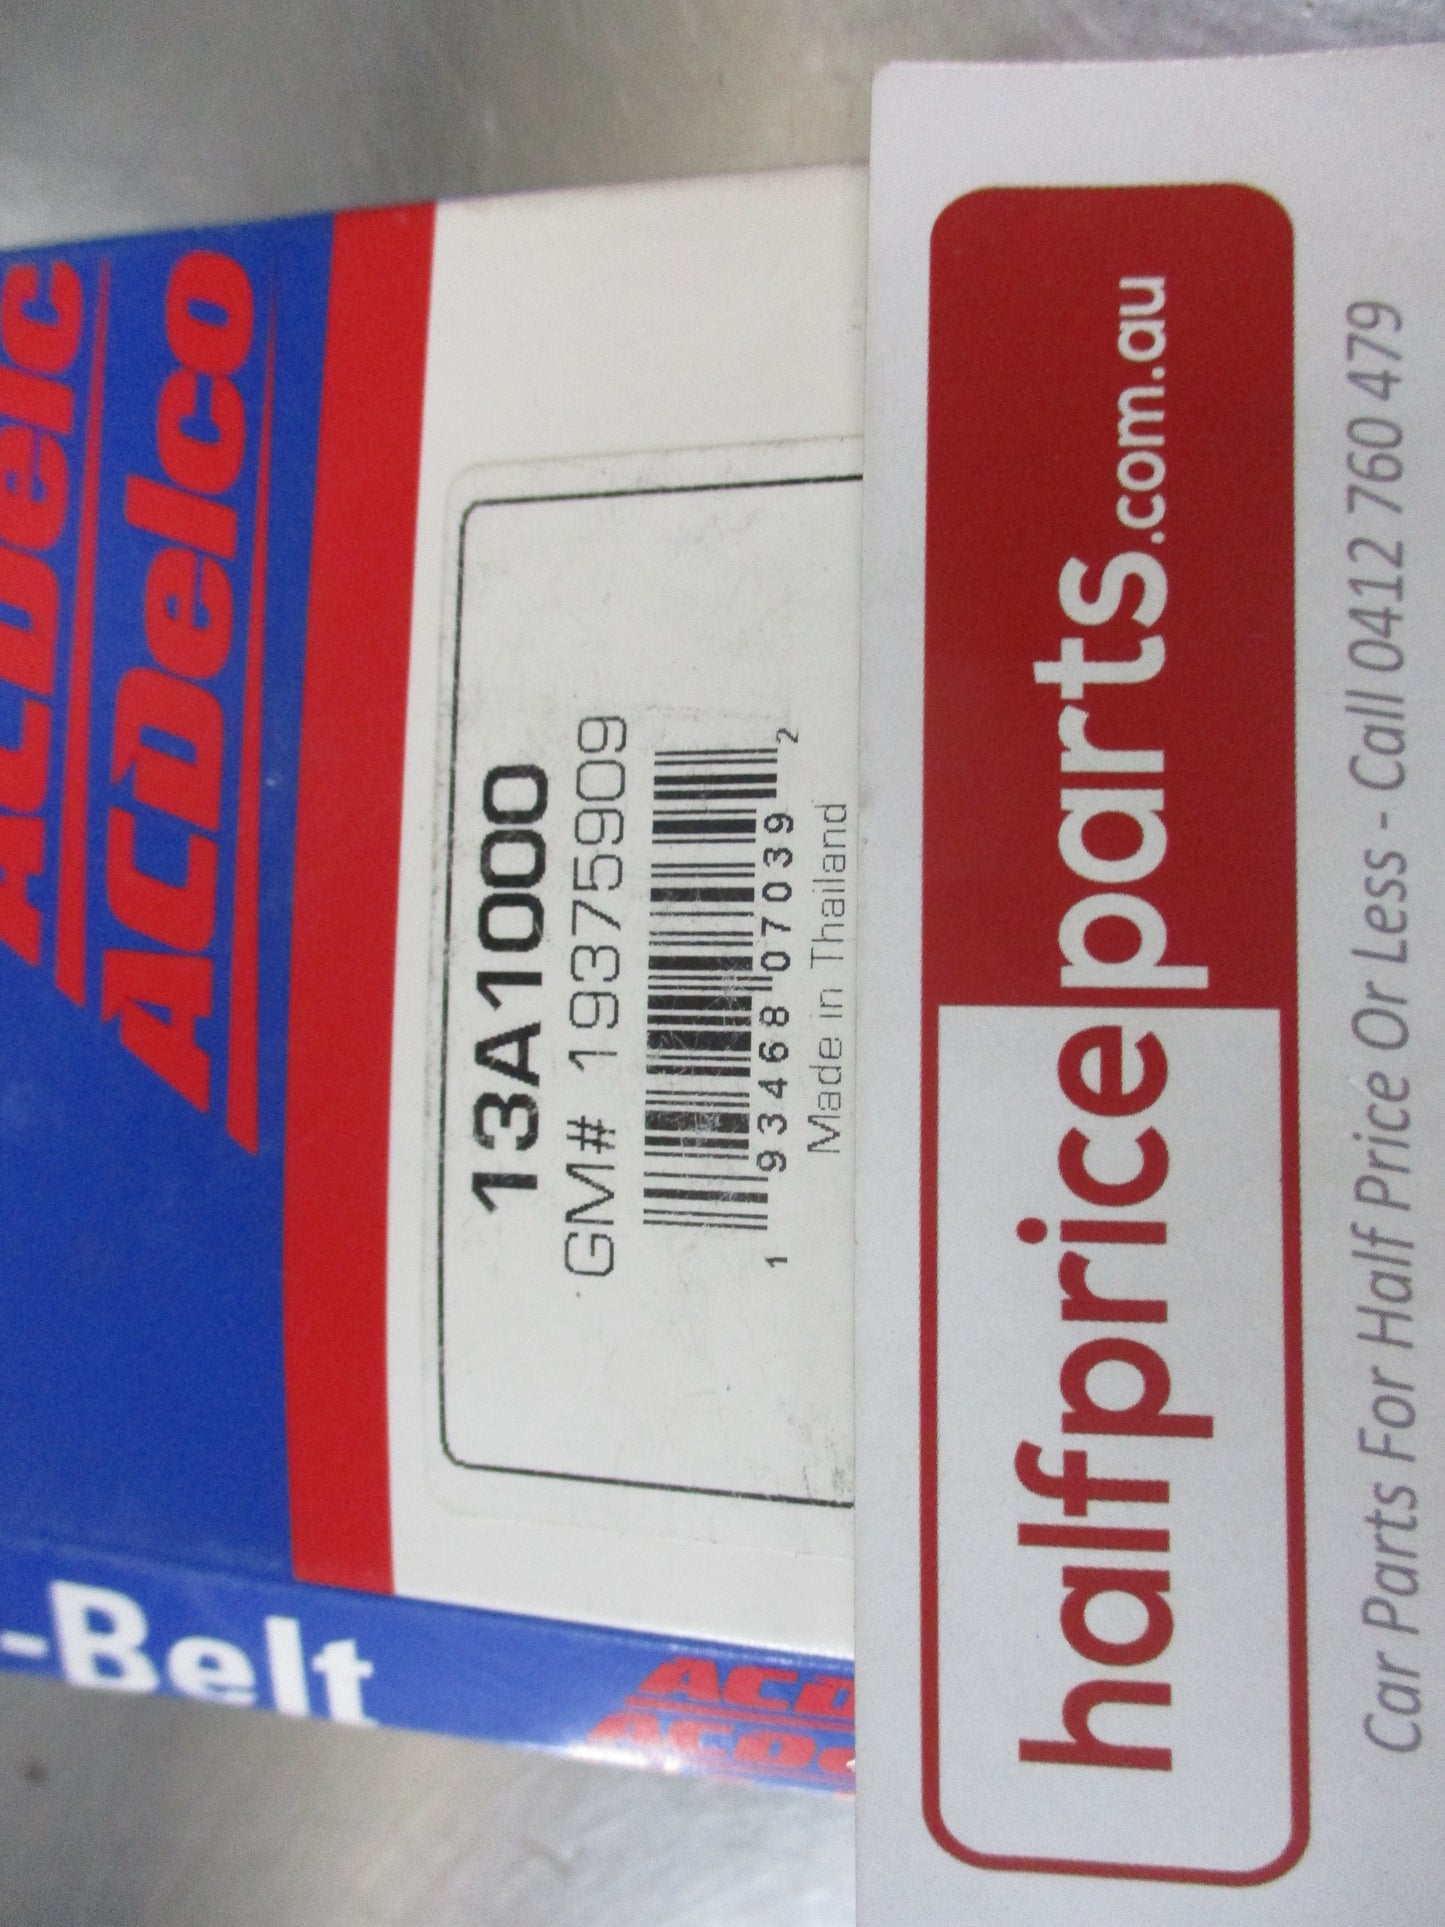 ACDelco
ACDelco
13A1000
GM# 19375909
1 93468 07039 2
Made in Thailand
-Belt
halfpriceparts.com.au
Car Parts For Half Price Or Less - Call 0412 760 479